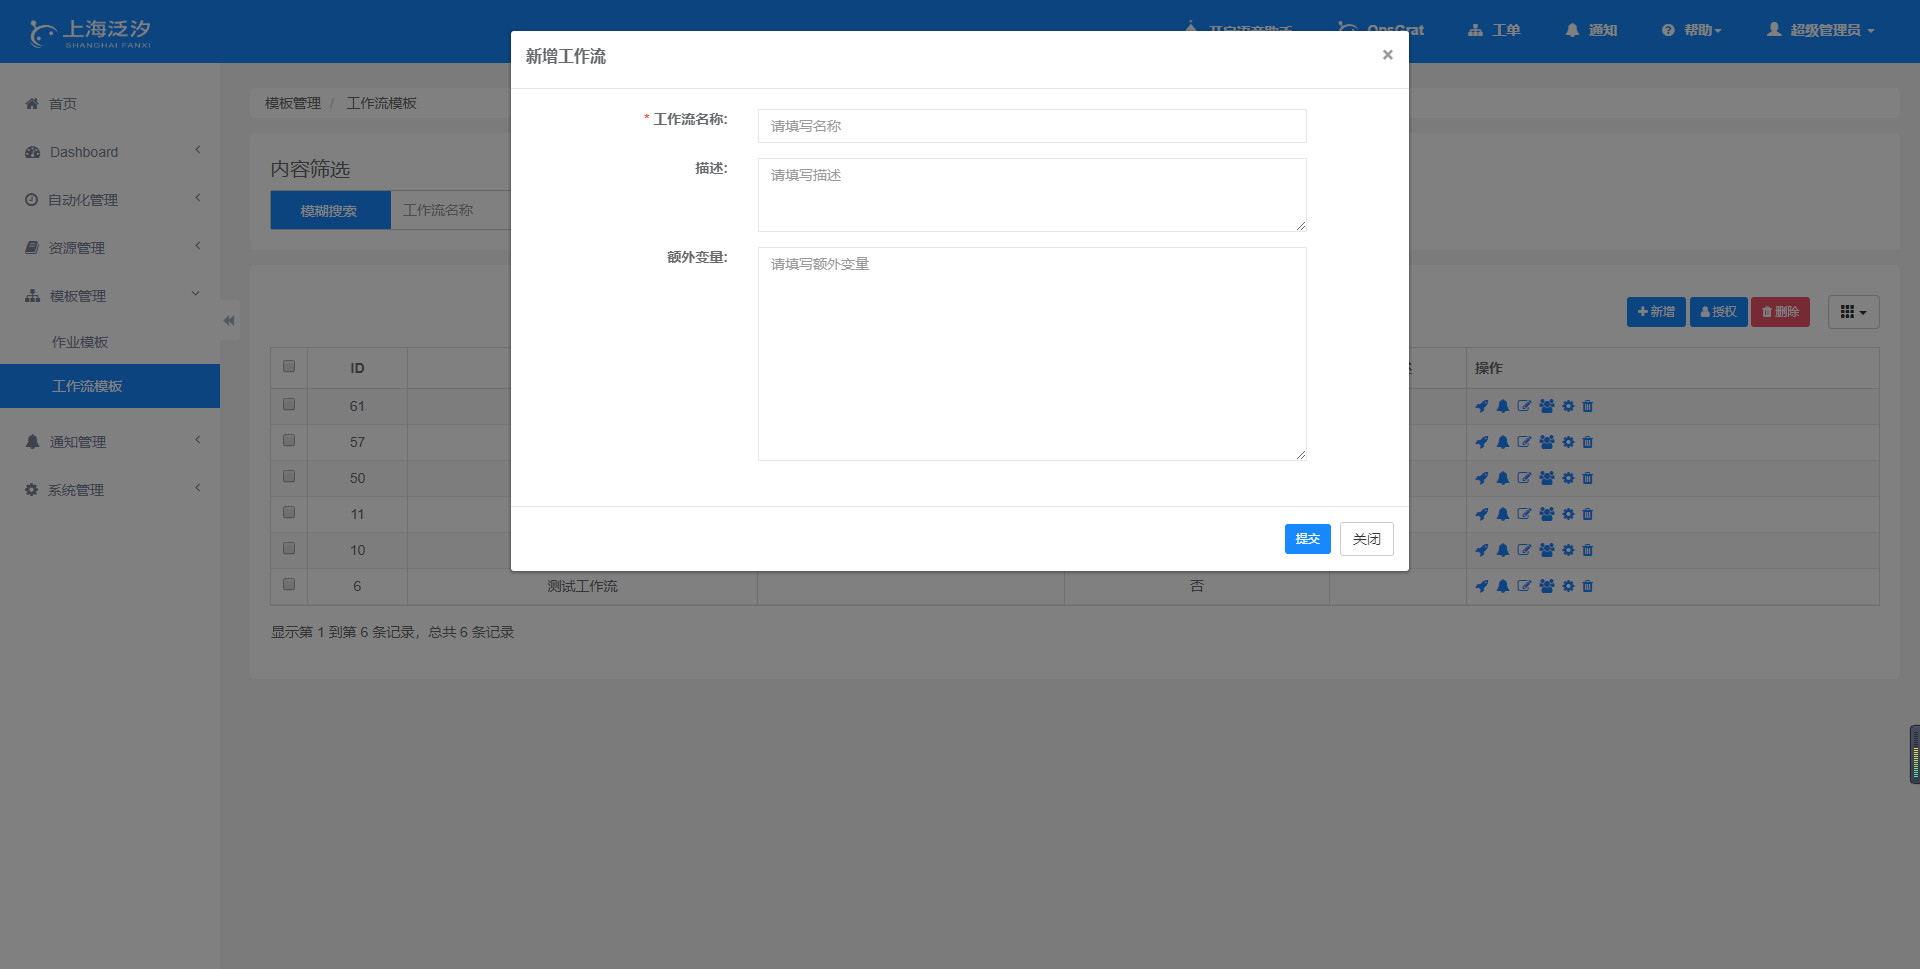 上海泛汐
SHANGHAI FANXI
工单
通知
帮助
超级管理员
首页
Dashboard
自动化管理
资源管理
模板管理
作业模板
工作流模板
通知管理
系统管理
模板管理 / 工作流模板
内容筛选
模糊搜索
工作流名称
新增工作流
×
* 工作流名称:
请填写名称
描述:
请填写描述
额外变量:
请填写额外变量
提交
关闭
新增
授权
删除
ID
操作
61
57
50
11
10
6
测试工作流
否
显示第 1 到第 6 条记录，总共 6 条记录